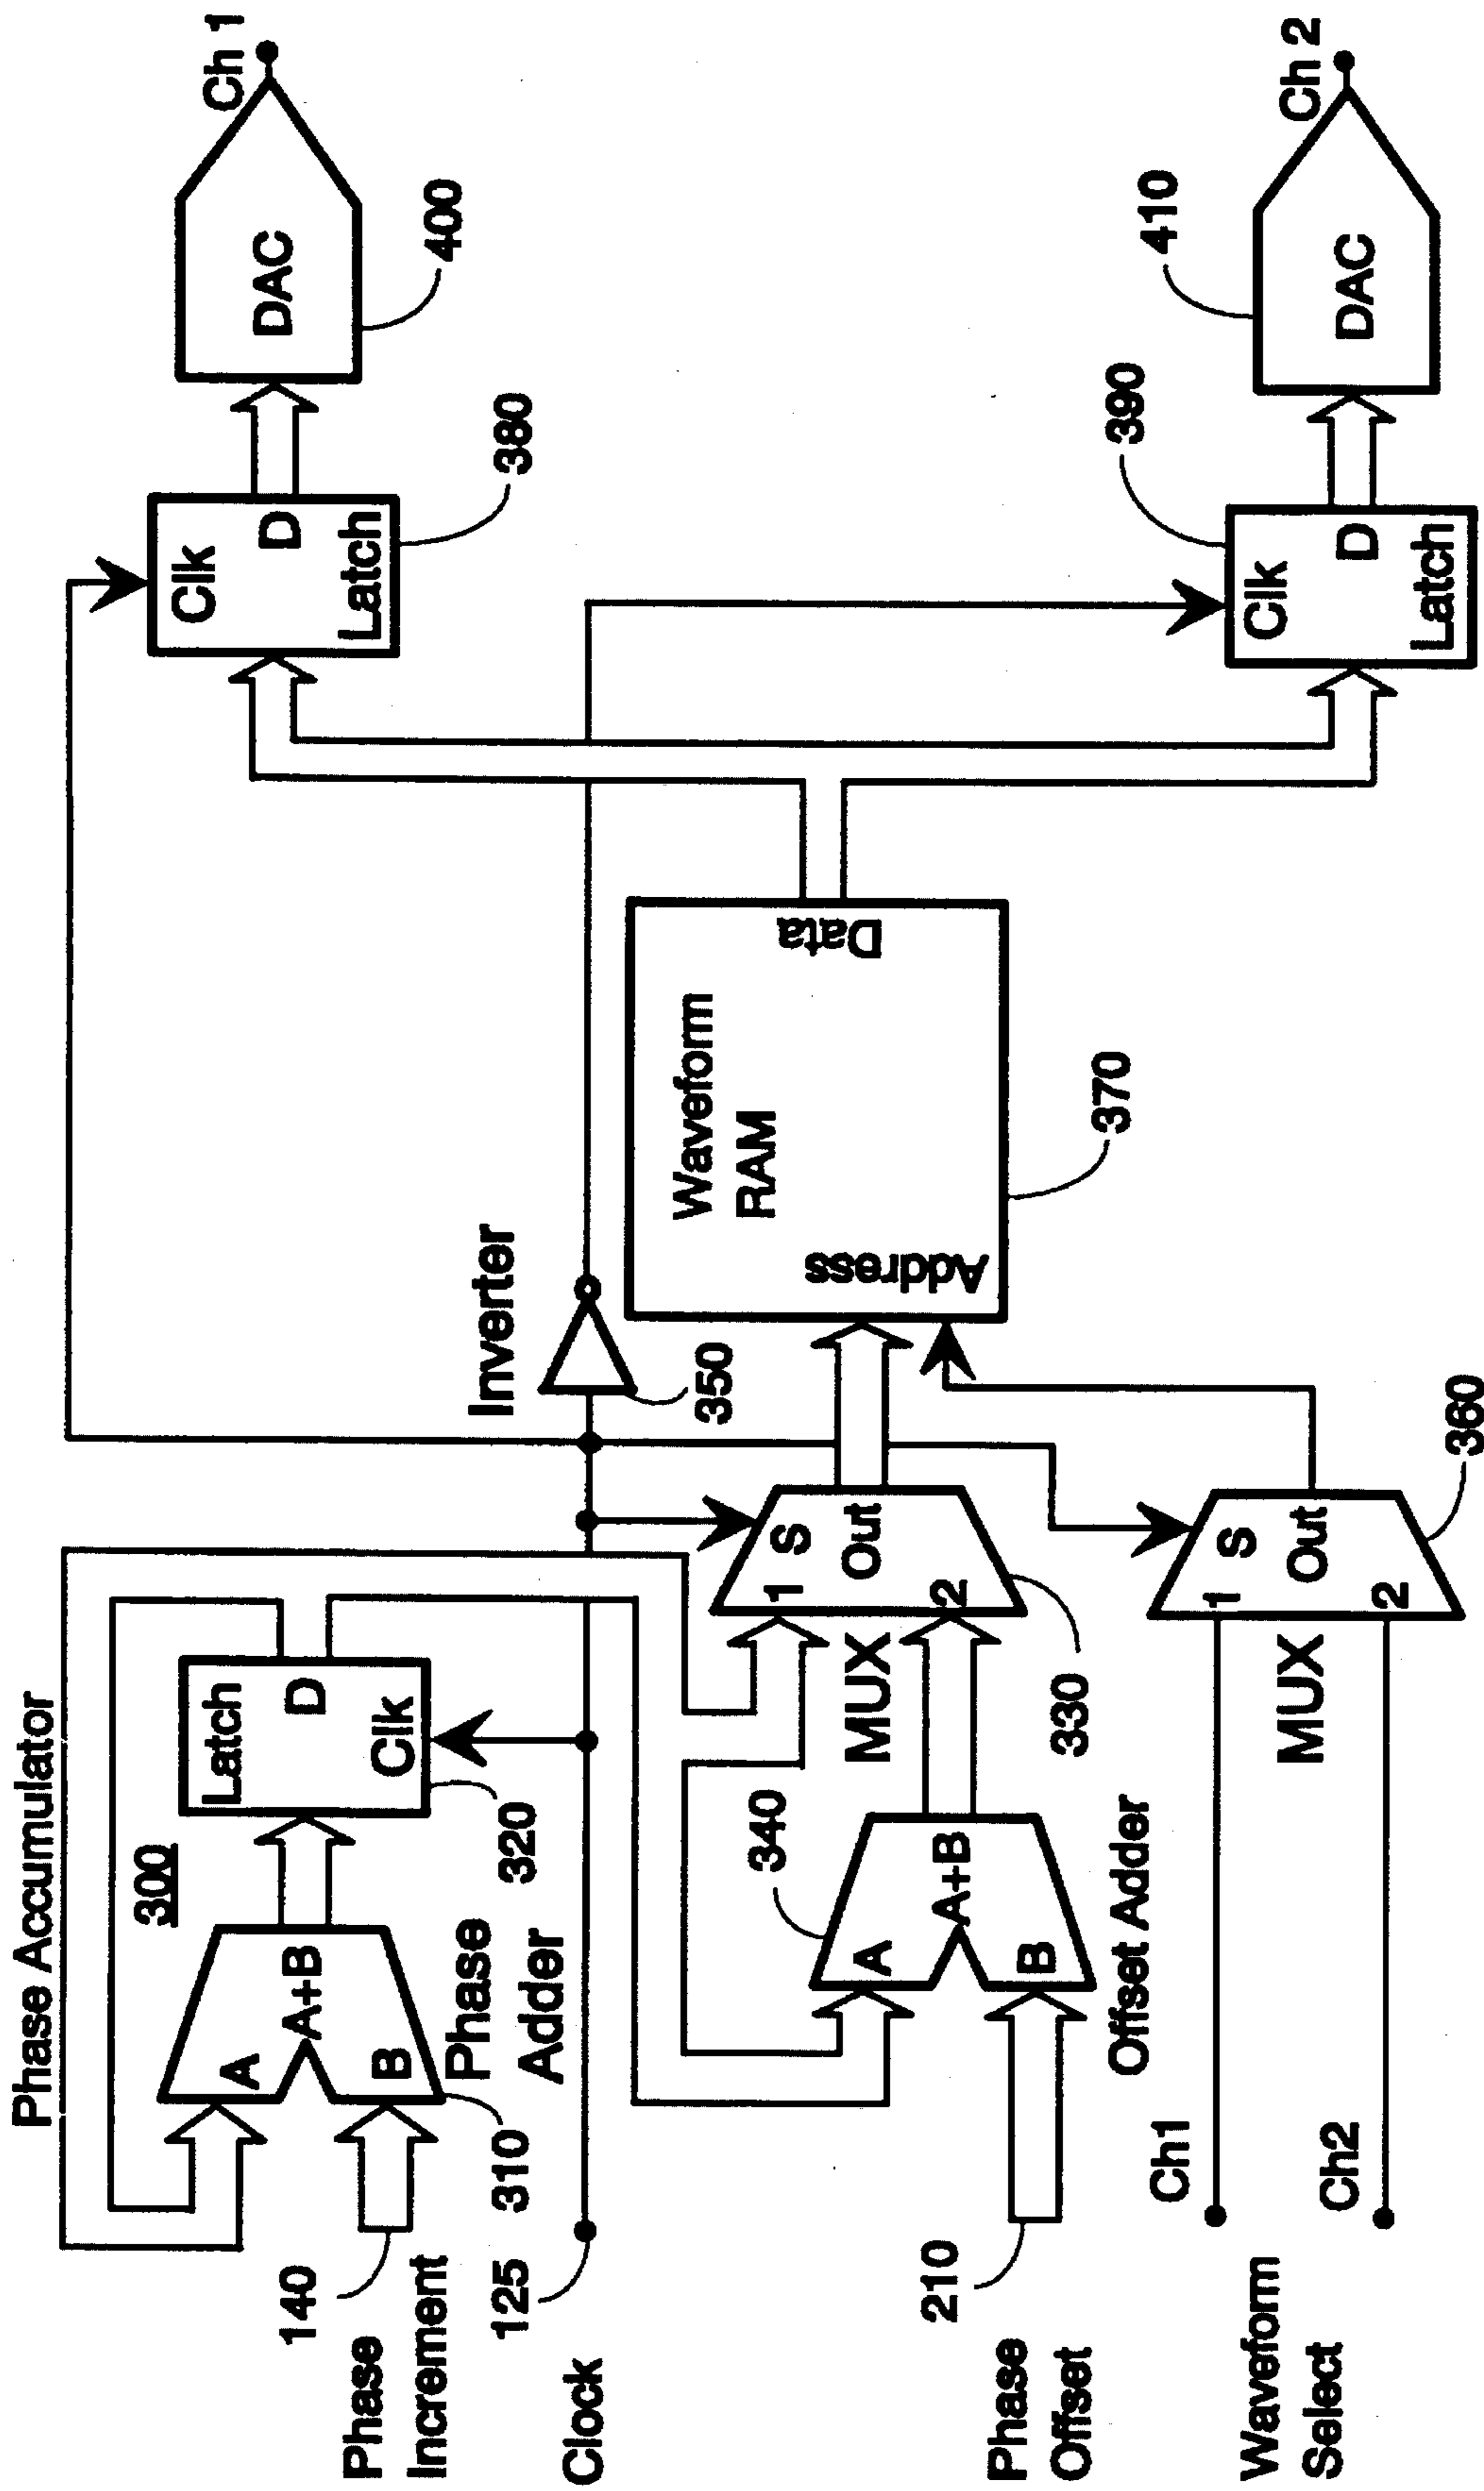 Phase Accumulator
300
A
A+B
B
Phase
Adder
310
Latch
D
Clk
320
140
Phase
Increment
125
Clock
Inverter
350
1
S
Out
2
MUX
330
340
A
A+B
B
Offset Adder
210
Phase
Offset
Waveform
Select
Ch1
Ch2
1
S
Out
2
MUX
360
Waveform
RAM
Address
Data
370
Clk
D
Latch
380
DAC
400
Ch 1
Clk
D
Latch
390
DAC
410
Ch 2